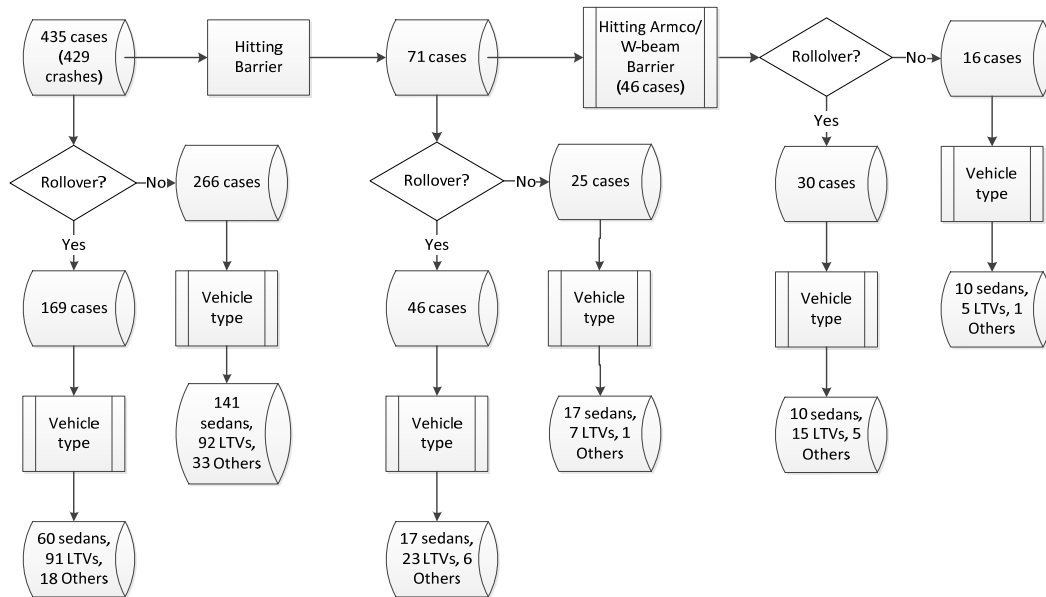 435 cases
(429
crashes)
Hitting
Barrier
71 cases
Hitting Armco/
W-beam
Barrier
(46 cases)
Rollolver?
No
16 cases
Yes
Rollover?
No
266 cases
Rollover?
No
25 cases
30 cases
Vehicle
type
Yes
Yes
169 cases
Vehicle
type
46 cases
Vehicle
type
Vehicle
type
10 sedans,
5 LTVs, 1
Others
Vehicle
type
141
sedans,
92 LTVs,
33 Others
Vehicle
type
17 sedans,
7 LTVs, 1
Others
10 sedans,
15 LTVs, 5
Others
60 sedans,
91 LTVs,
18 Others
17 sedans,
23 LTVs, 6
Others